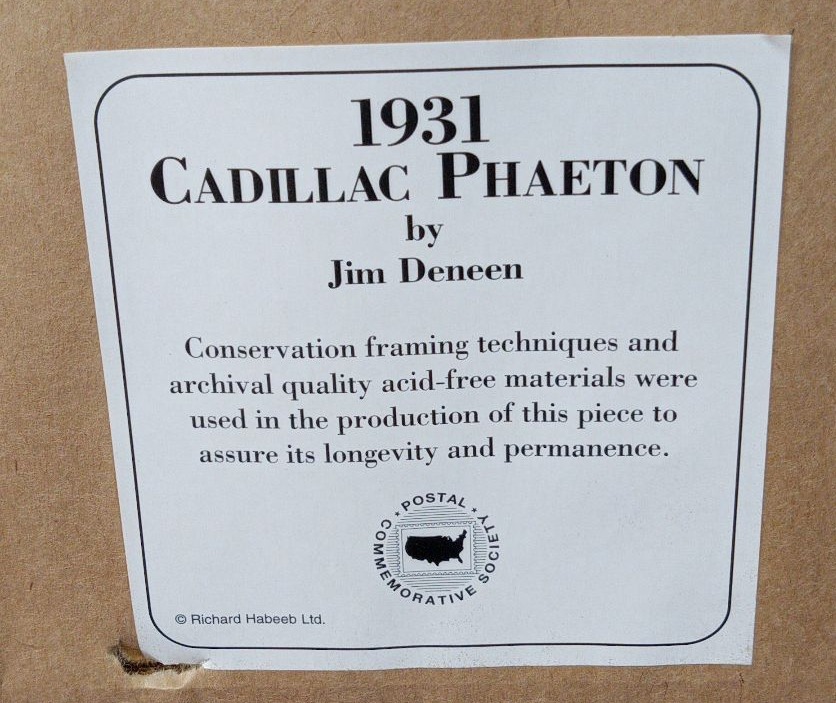 1931
CADILLAC PHAETON
by
Jim Deneen
Conservation framing techniques and
archival quality acid-free materials were
used in the production of this piece to
assure its longevity and permanence.
POSTAL
COMMEMORATIVE SOCIETY
© Richard Habeeb Ltd.